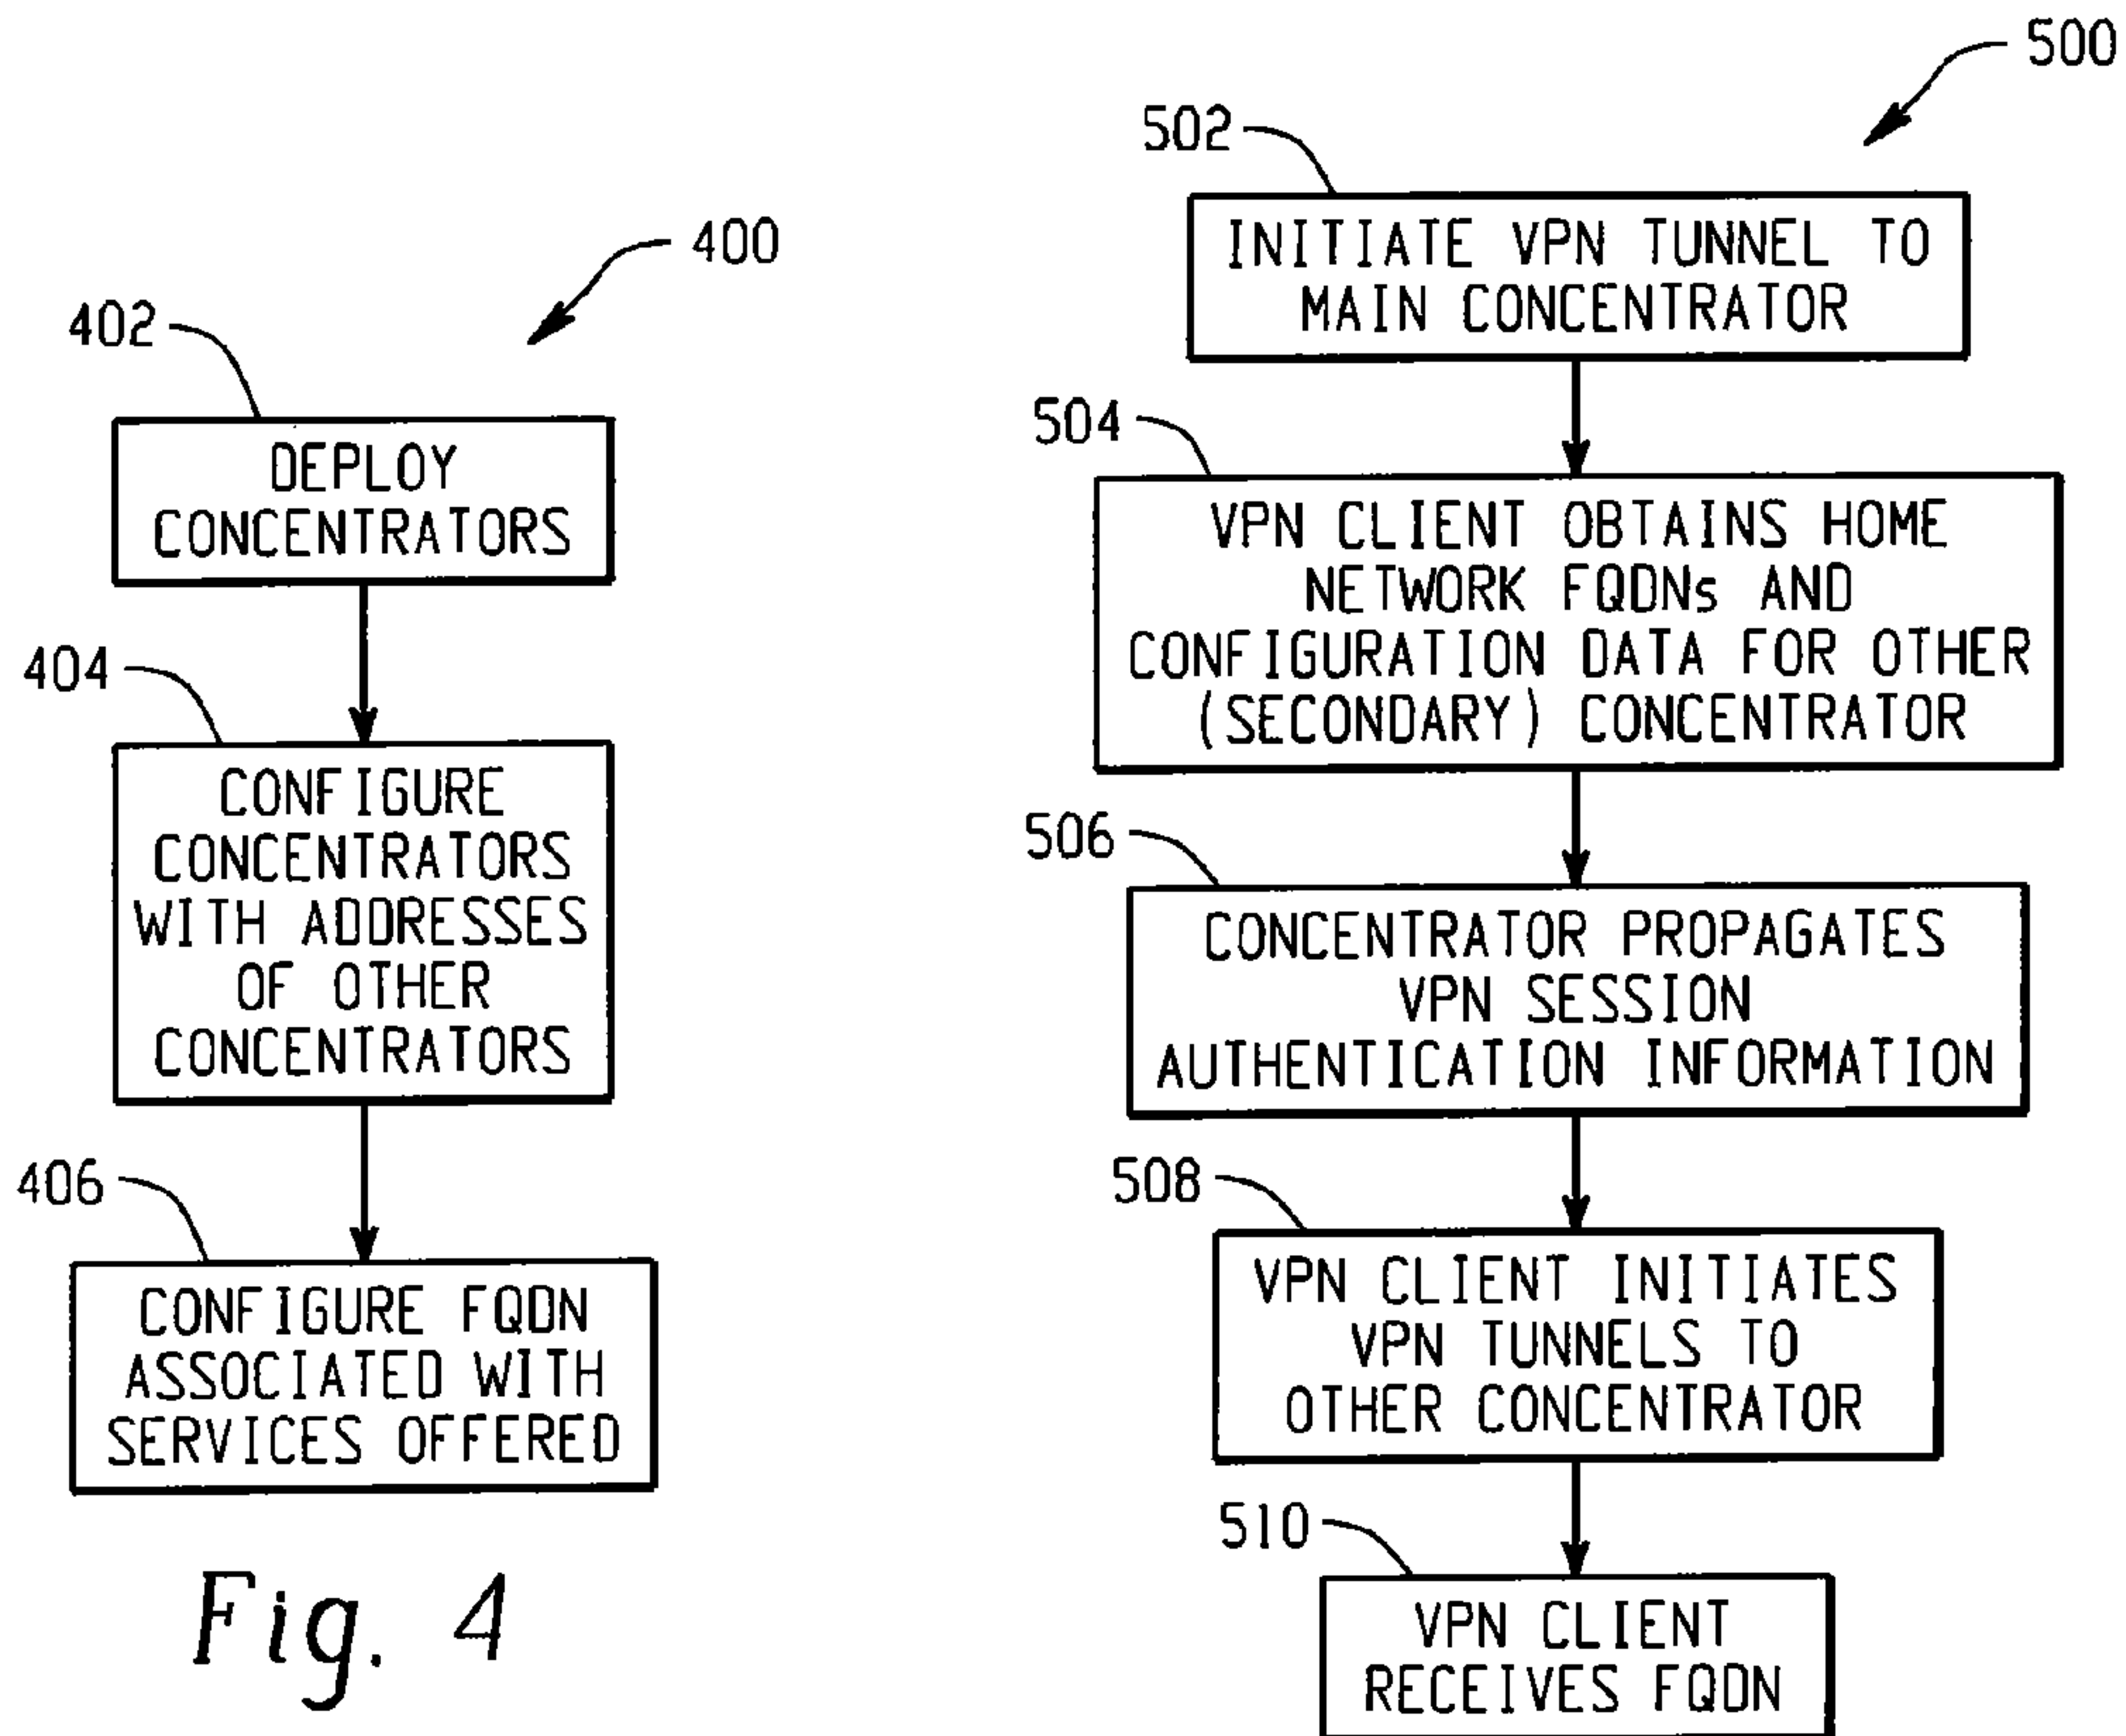 400
402
DEPLOY
CONCENTRATORS
404
CONFIGURE
CONCENTRATORS
WITH ADDRESSES
OF OTHER
CONCENTRATORS
406
CONFIGURE FQDN
ASSOCIATED WITH
SERVICES OFFERED
Fig. 4
500
502
INITIATE VPN TUNNEL TO
MAIN CONCENTRATOR
504
VPN CLIENT OBTAINS HOME
NETWORK FQDNs AND
CONFIGURATION DATA FOR OTHER
(SECONDARY) CONCENTRATOR
506
CONCENTRATOR PROPAGATES
VPN SESSION
AUTHENTICATION INFORMATION
508
VPN CLIENT INITIATES
VPN TUNNELS TO
OTHER CONCENTRATOR
510
VPN CLIENT
RECEIVES FQDN